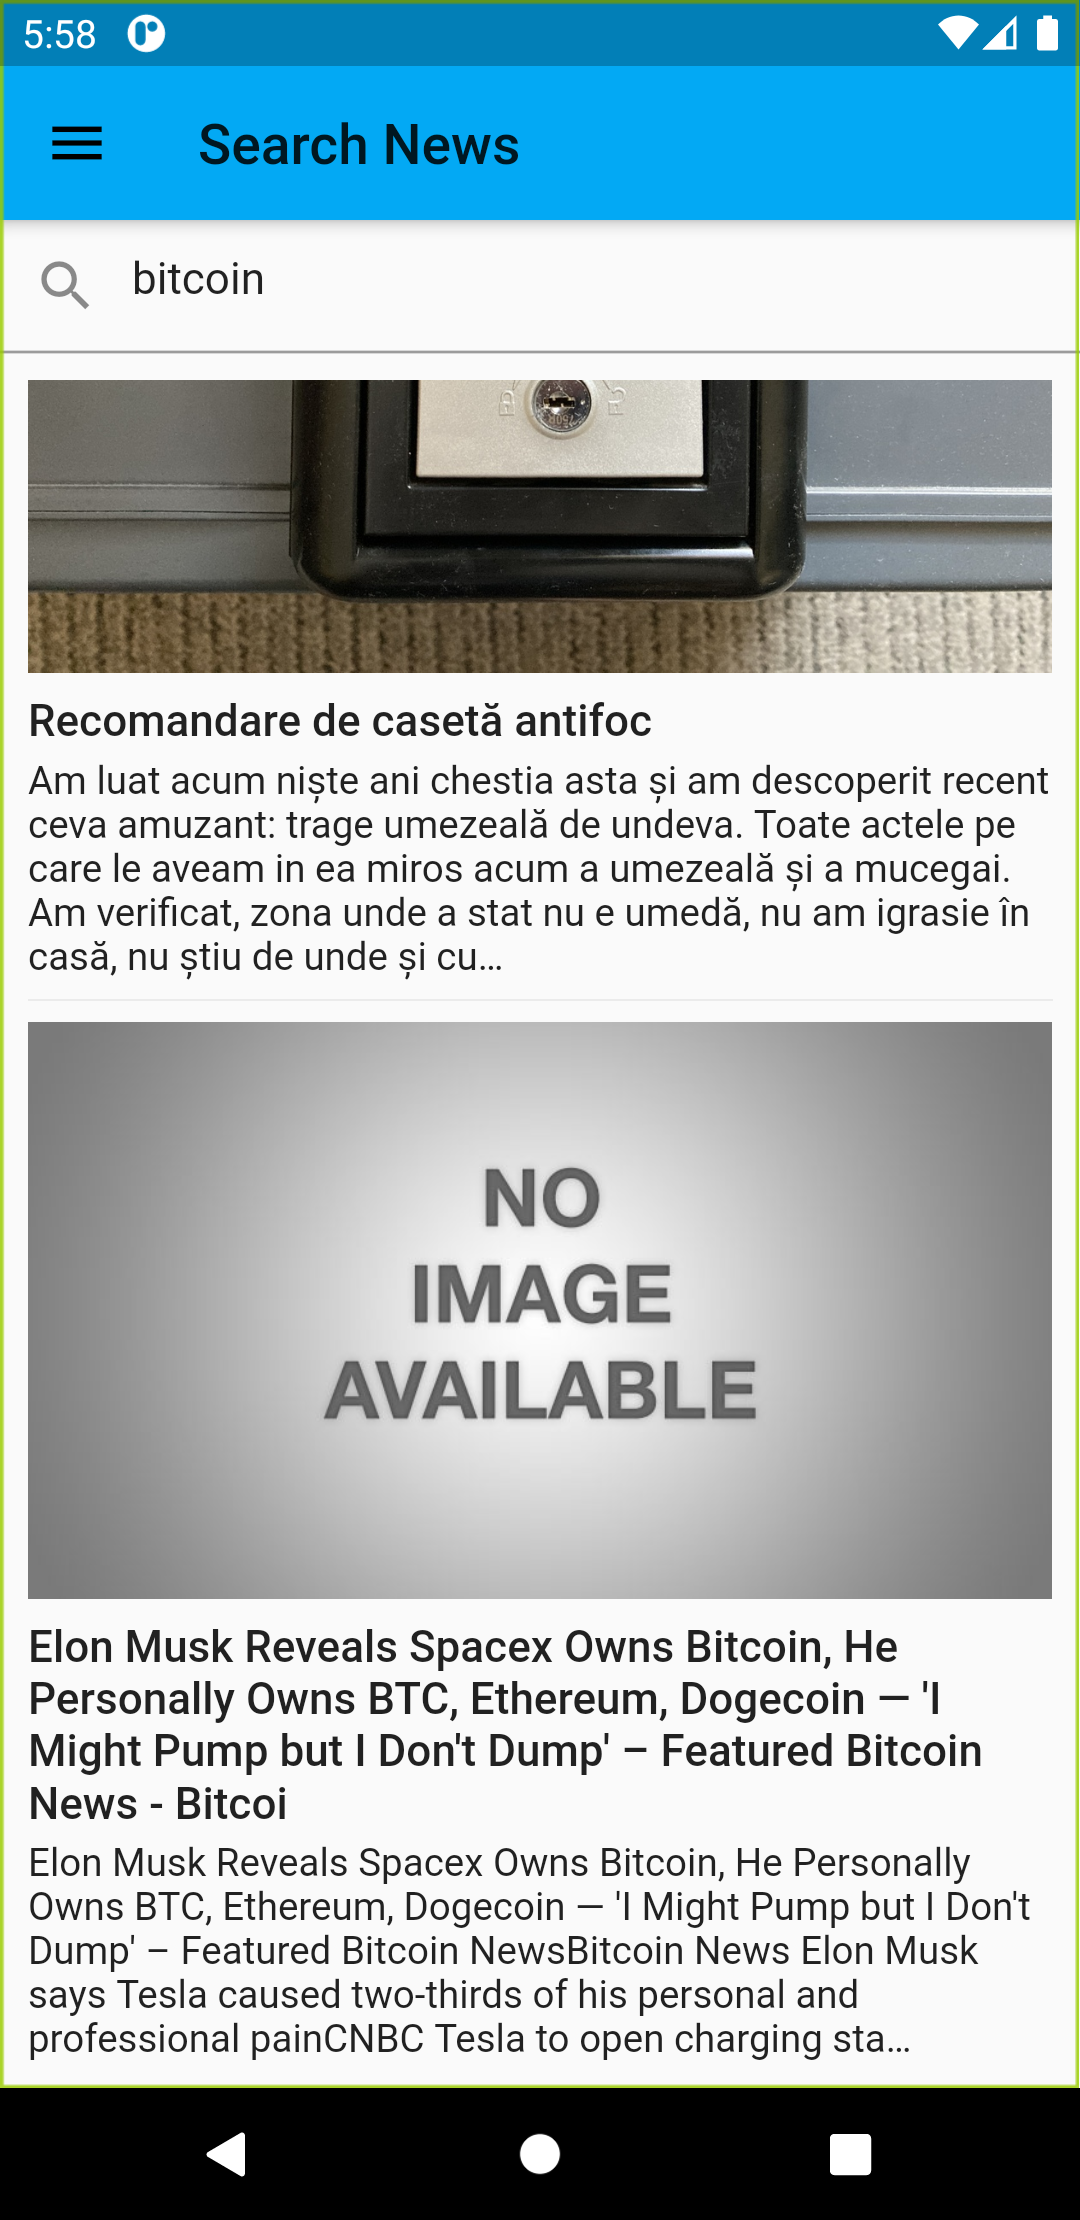 5:58
Search News
bitcoin
Recomandare de casetă antifoc
Am luat acum niște ani chestia asta și am descoperit recent
ceva amuzant: trage umezeală de undeva. Toate actele pe
care le aveam in ea miros acum a umezeală și a mucegai.
Am verificat, zona unde a stat nu e umedă, nu am igrasie în
casă, nu știu de unde și cu…
NO
IMAGE
AVAILABLE
Elon Musk Reveals Spacex Owns Bitcoin, He
Personally Owns BTC, Ethereum, Dogecoin — 'I
Might Pump but I Don't Dump' – Featured Bitcoin
News - Bitcoi
Elon Musk Reveals Spacex Owns Bitcoin, He Personally
Owns BTC, Ethereum, Dogecoin — 'I Might Pump but I Don't
Dump' – Featured Bitcoin NewsBitcoin News Elon Musk
says Tesla caused two-thirds of his personal and
professional painCNBC Tesla to open charging sta…